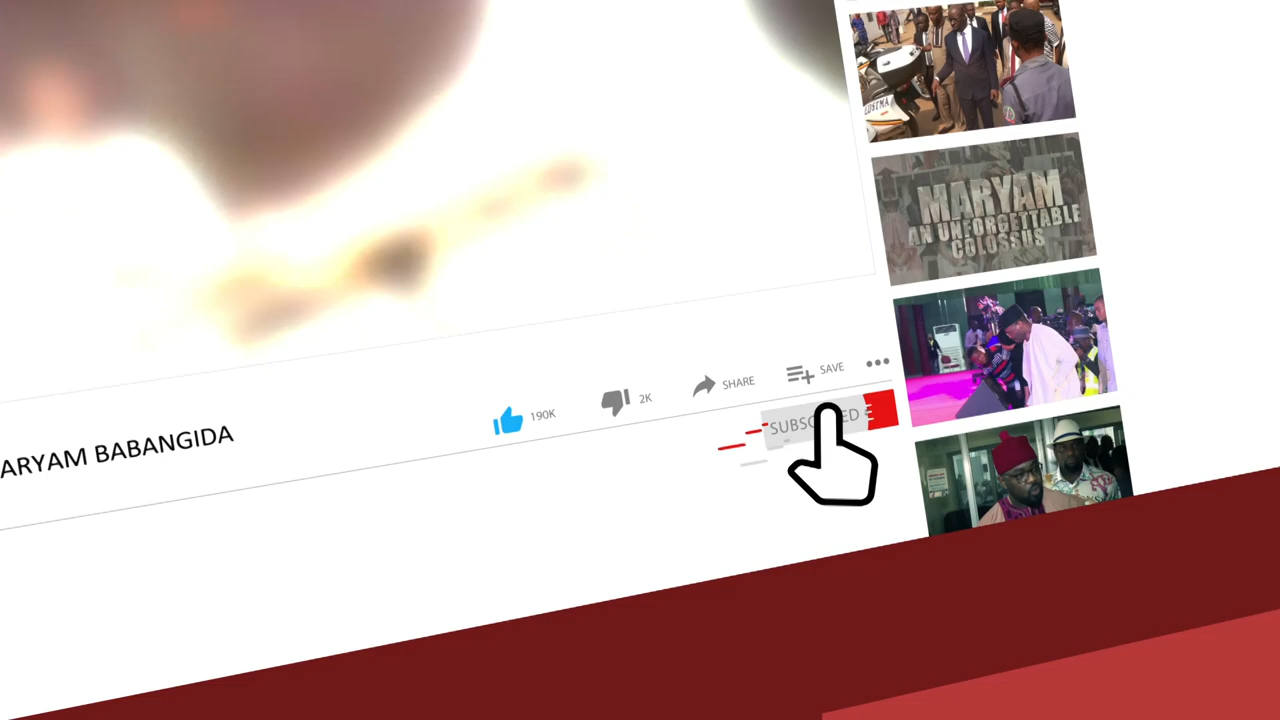 MARYAM
AN UNFORGETTABLE
COLOSSUS
190K
2K
SHARE
SAVE
ARYAM BABANGIDA